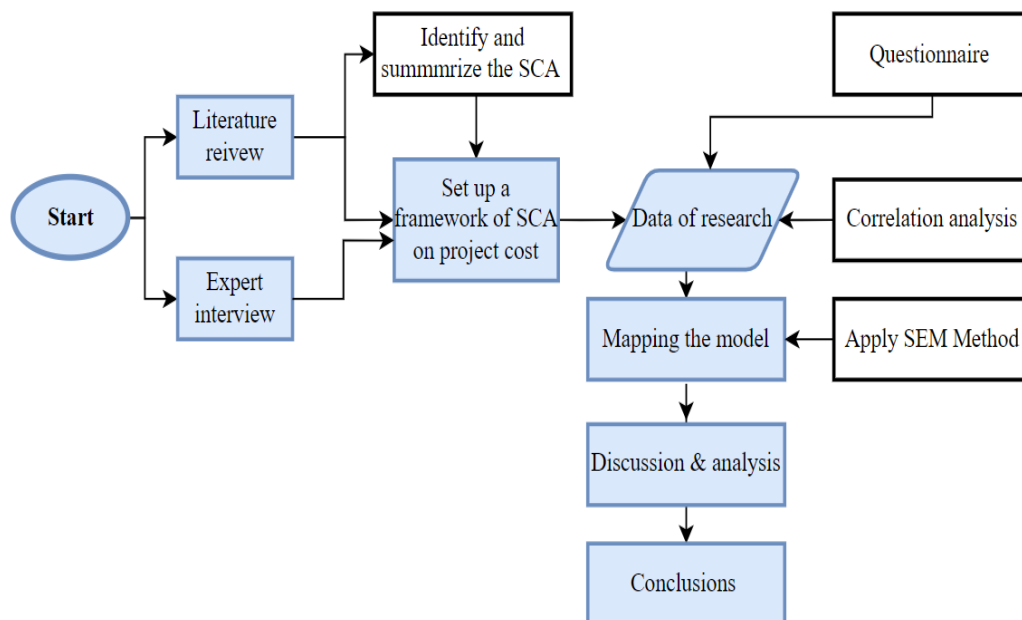 Start
Literature
reivew
Expert
interview
Identify and
summmrize the SCA
Set up a
framework of SCA
on project cost
Questionnaire
Data of research
Correlation analysis
Mapping the model
Apply SEM Method
Discussion & analysis
Conclusions